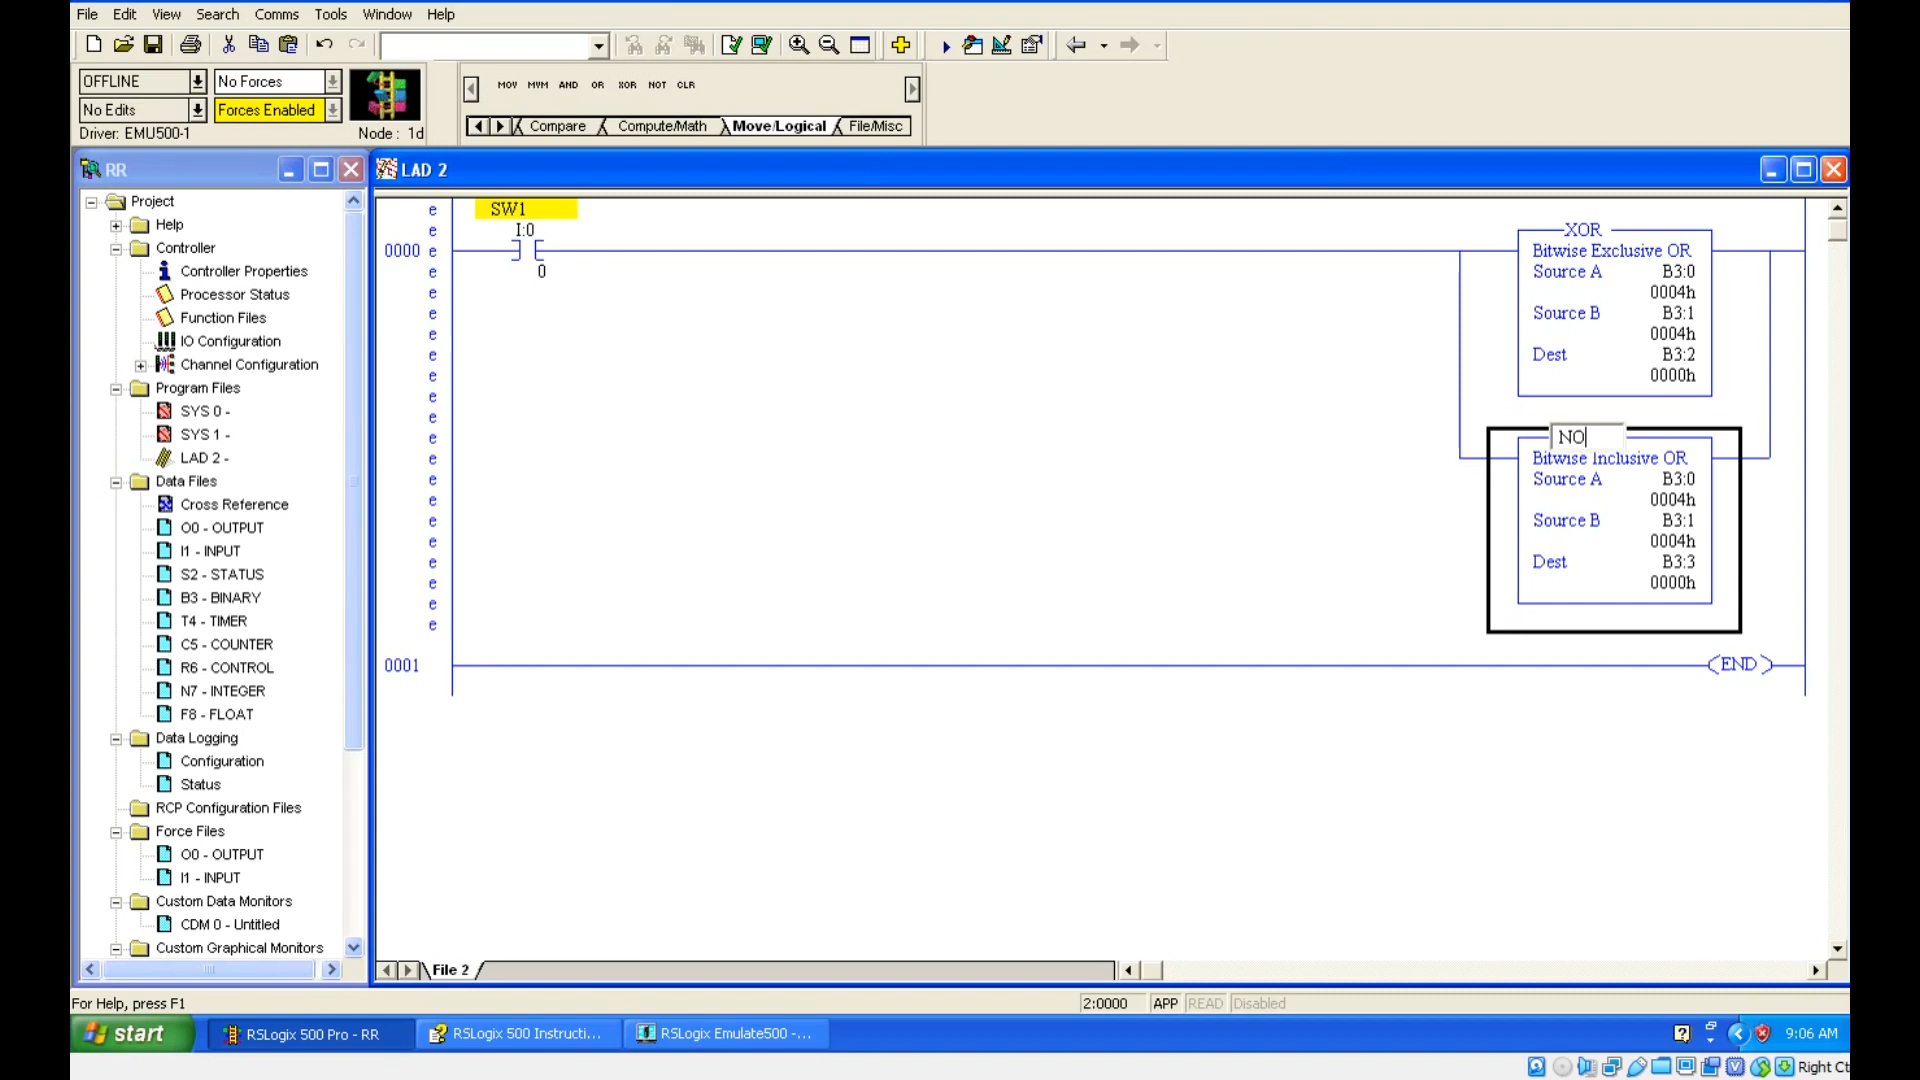 File Edit View Search Comms Tools Window Help
OFFLINE No Forces
No Edits Forces Enabled
Driver: EMU500-1 Node : 1d
MOV MVM AND OR XOR NOT CLR
Compare Compute/Math Move/Logical File/Misc
RR
Project
Help
Controller
Controller Properties
Processor Status
Function Files
IO Configuration
Channel Configuration
Program Files
SYS 0 -
SYS 1 -
LAD 2 -
Data Files
Cross Reference
O0 - OUTPUT
I1 - INPUT
S2 - STATUS
B3 - BINARY
T4 - TIMER
C5 - COUNTER
R6 - CONTROL
N7 - INTEGER
F8 - FLOAT
Data Logging
Configuration
Status
RCP Configuration Files
Force Files
O0 - OUTPUT
I1 - INPUT
Custom Data Monitors
CDM 0 - Untitled
Custom Graphical Monitors
LAD 2
e SW1
e I:0 XOR
0000 e Bitwise Exclusive OR
e 0 Source A B3:0
e 0004h
e Source B B3:1
e 0004h
e Dest B3:2
e 0000h
e
e
e NO
e Bitwise Inclusive OR
e Source A B3:0
e 0004h
e Source B B3:1
e 0004h
e Dest B3:3
e 0000h
e
e
0001 END
File 2
For Help, press F1 2:0000 APP READ Disabled
start RSLogix 500 Pro - RR RSLogix 500 Instructi... RSLogix Emulate500 -... 9:06 AM
Right Ct